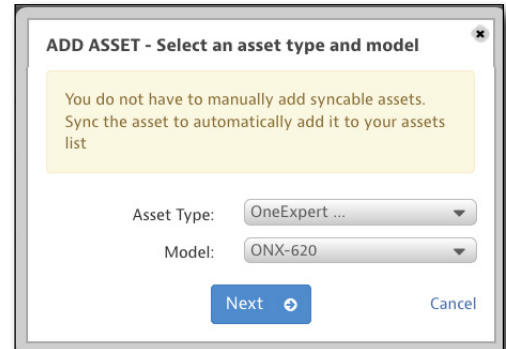 ADD ASSET - Select an asset type and model
You do not have to manually add syncable assets.
Sync the asset to automatically add it to your assets
list
Asset Type: OneExpert ...
Model: ONX-620
Next Cancel